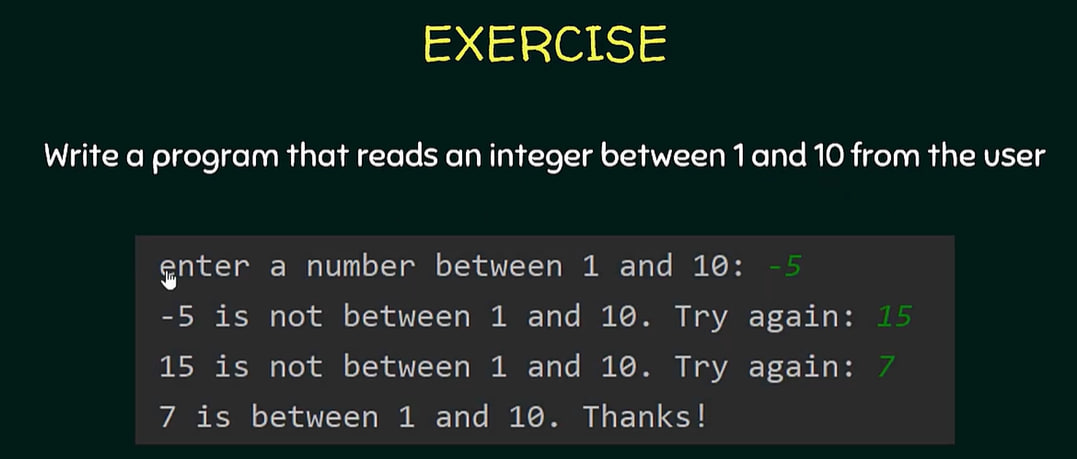 EXERCISE
Write a program that reads an integer between 1 and 10 from the user
enter a number between 1 and 10: -5
-5 is not between 1 and 10. Try again: 15
15 is not between 1 and 10. Try again: 7
7 is between 1 and 10. Thanks!